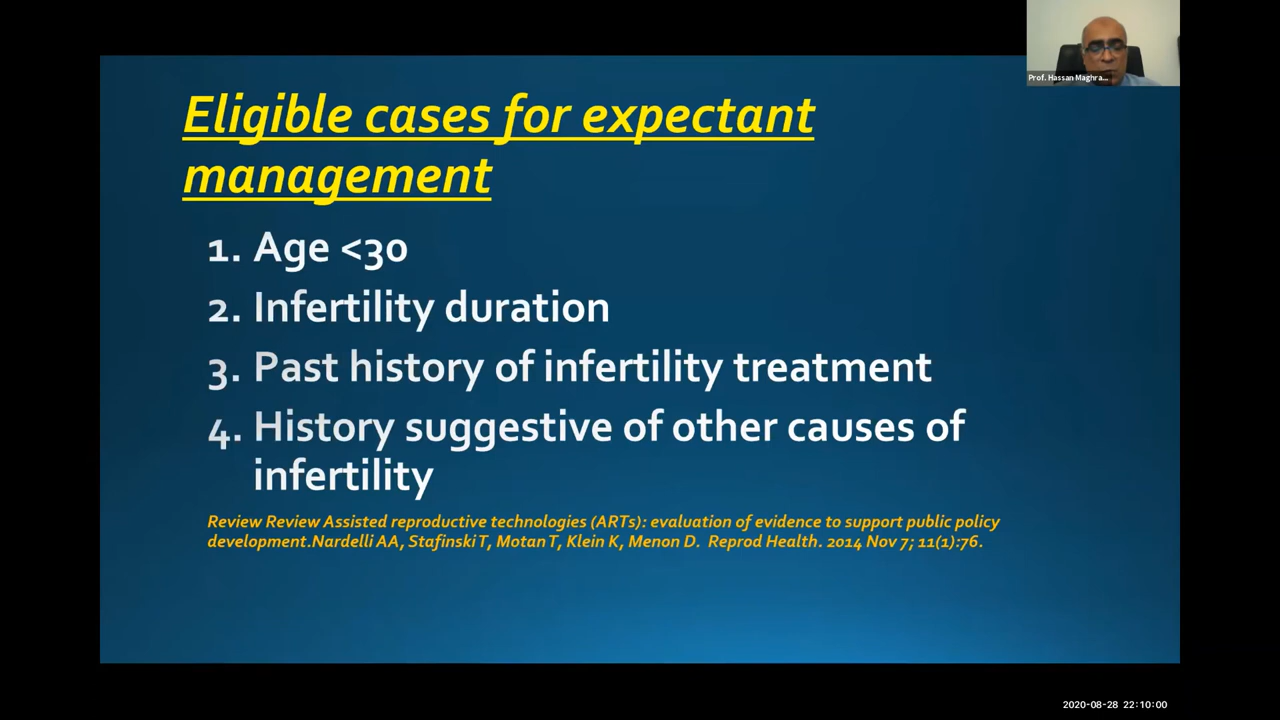 Prof. Hassan Maghra...
Eligible cases for expectant
management
1. Age <30
2. Infertility duration
3. Past history of infertility treatment
4. History suggestive of other causes of
infertility
Review Review Assisted reproductive technologies (ARTs): evaluation of evidence to support public policy
development.Nardelli AA, Stafinski T, Motan T, Klein K, Menon D. Reprod Health. 2014 Nov 7; 11(1):76.
2020-08-28 22:10:00